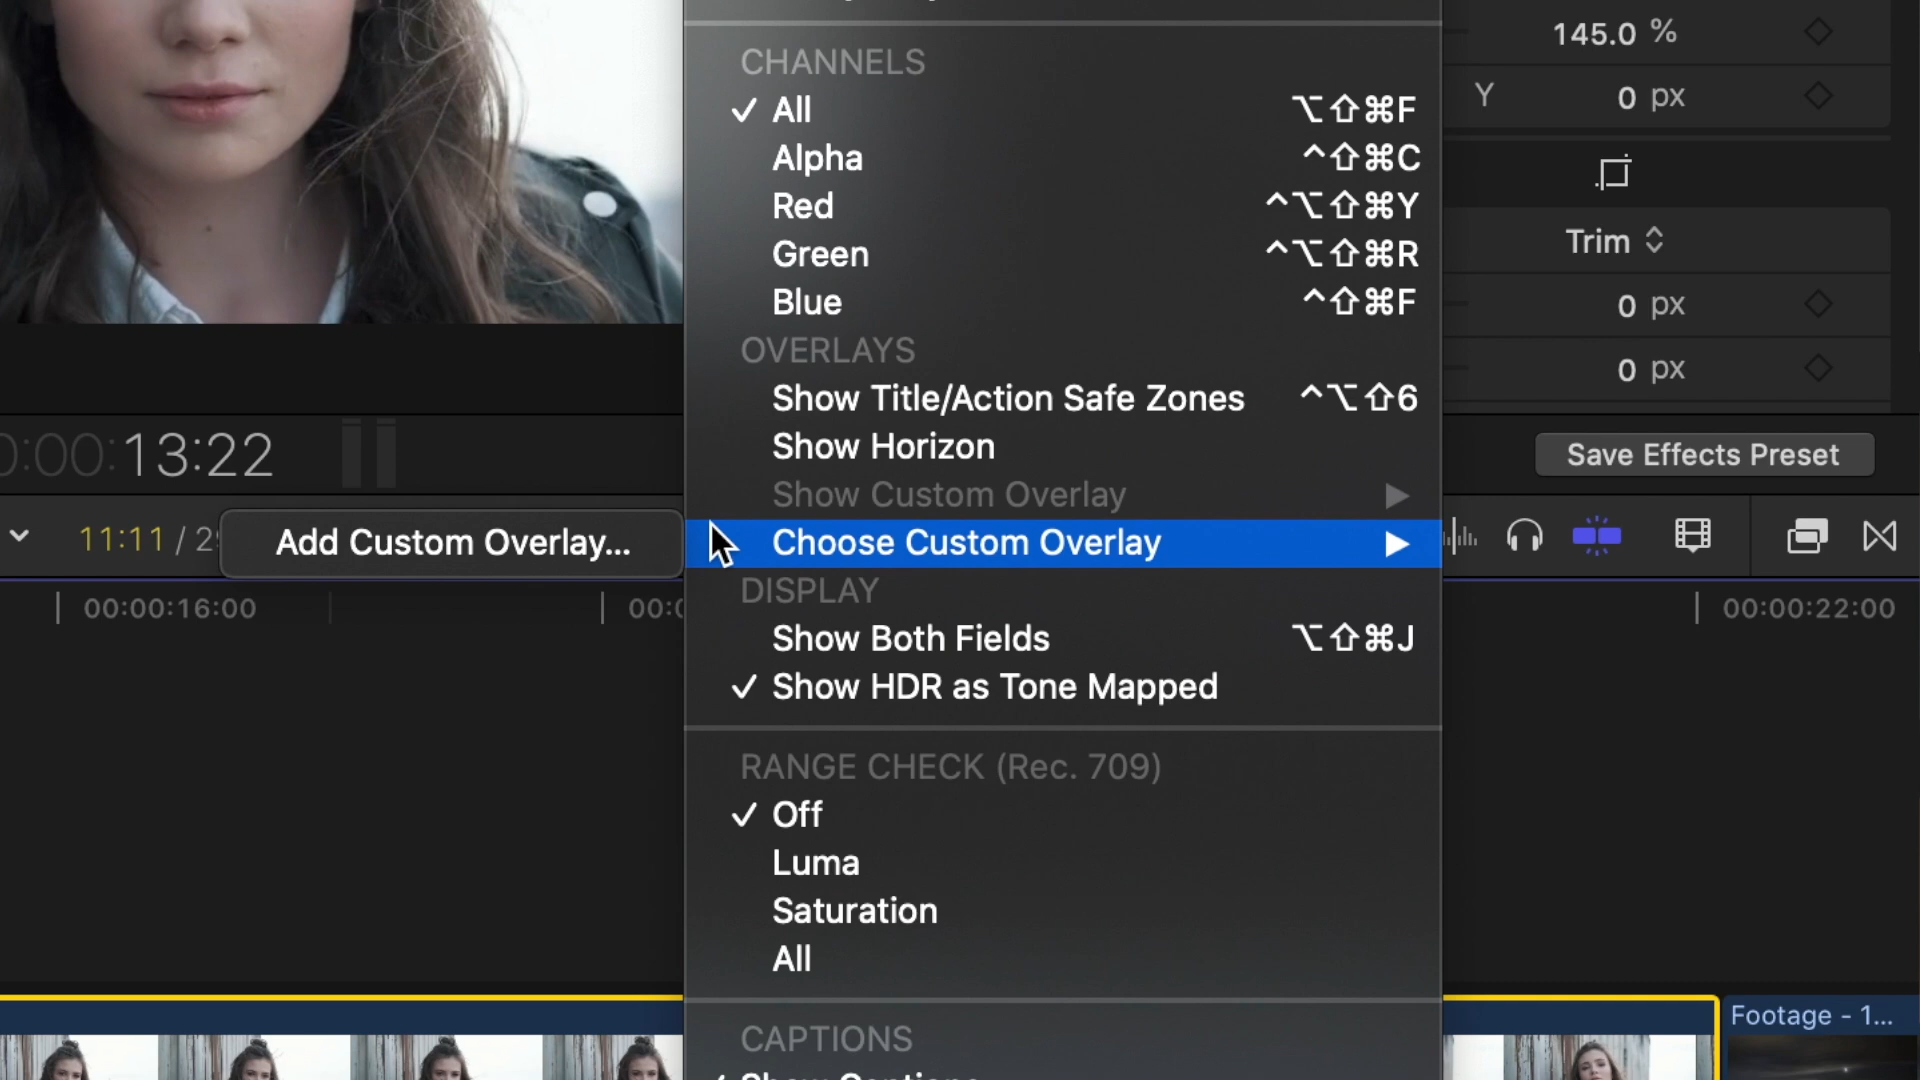 CHANNELS
✓ All ⌥⇧⌘F
Alpha ^⇧⌘C
Red ^⌥⇧⌘Y
Green ^⌥⇧⌘R
Blue ^⇧⌘F
OVERLAYS
Show Title/Action Safe Zones ^⌥⇧6
Show Horizon
Show Custom Overlay ▶
Choose Custom Overlay ▶
Add Custom Overlay...
DISPLAY
Show Both Fields ⌥⇧⌘J
✓ Show HDR as Tone Mapped
RANGE CHECK (Rec. 709)
✓ Off
Luma
Saturation
All
CAPTIONS
Show Captions
145.0 %
Y 0 px
Trim
0 px
0 px
Save Effects Preset
:00:13:22
11:11 / 2
00:00:16:00
00:00:22:00
Footage - 1...